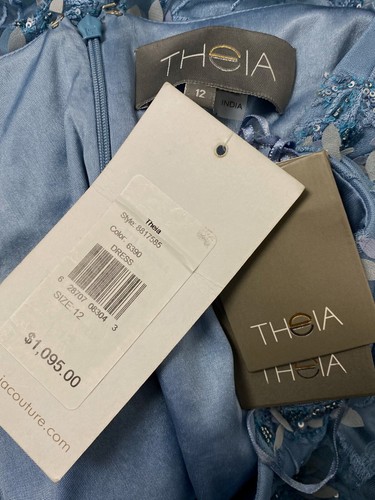 THEIA
12
INDIA
Theia
Style: 8817585
Color: 6390
DRESS
6 28707 08304 3
SIZE: 12
$1,095.00
iacouture.com
THEIA
THEIA